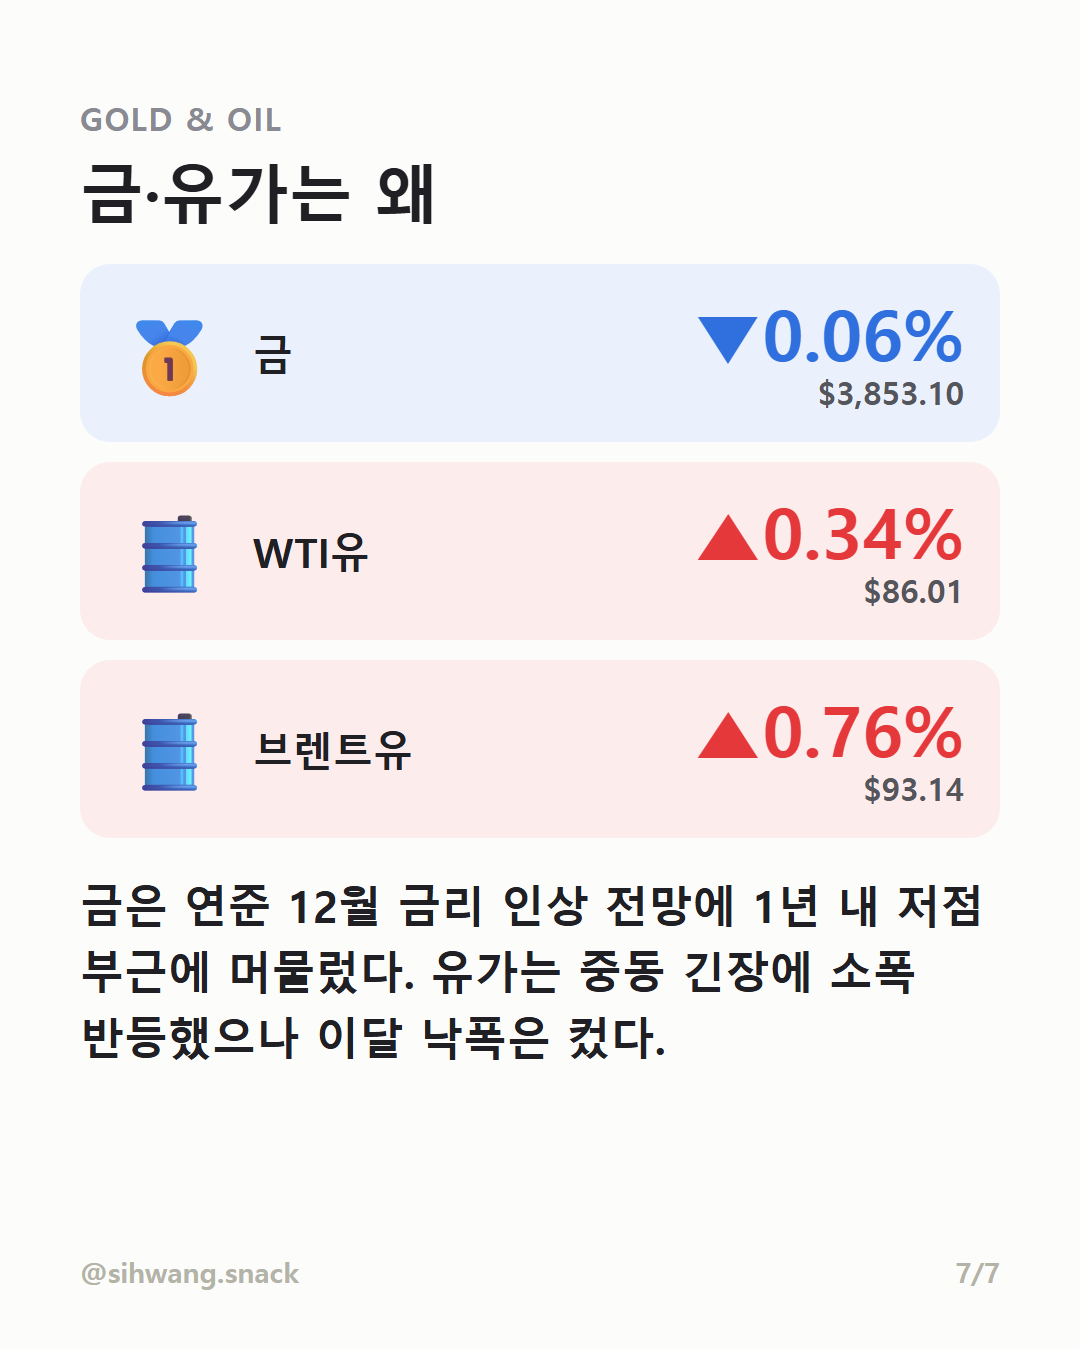 GOLD & OIL
금·유가는 왜
1
금
▼0.06%
$3,853.10
WTI유
▲0.34%
$86.01
브렌트유
▲0.76%
$93.14
금은 연준 12월 금리 인상 전망에 1년 내 저점
부근에 머물렀다. 유가는 중동 긴장에 소폭
반등했으나 이달 낙폭은 컸다.
@sihwang.snack
7/7